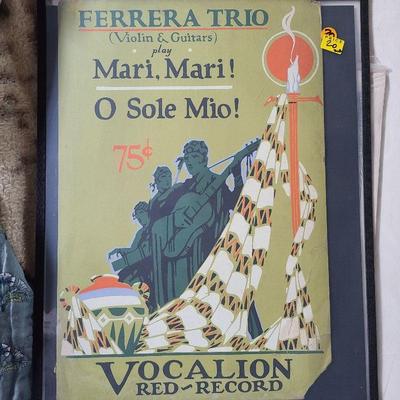 FERRERA TRIO
(Violin & Guitars)
play
Mari, Mari!
O Sole Mio!
75¢
VOCALION
RED~RECORD